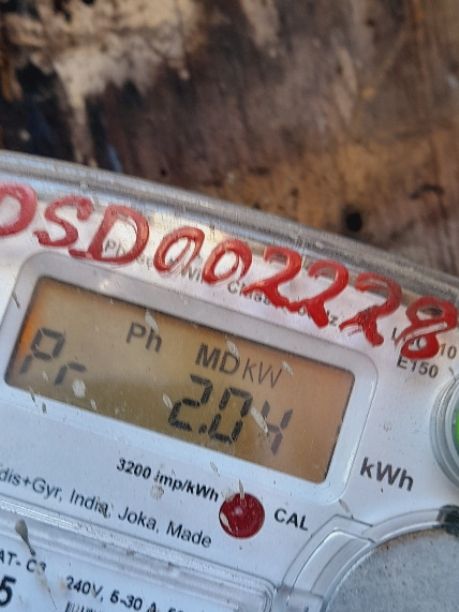 DSD002228
E150
Ph MD kW
Pr 2.04
kWh
3200 imp/kWh
CAL
dis+Gyr, India, Joka, Made
240V, 5-30 A,